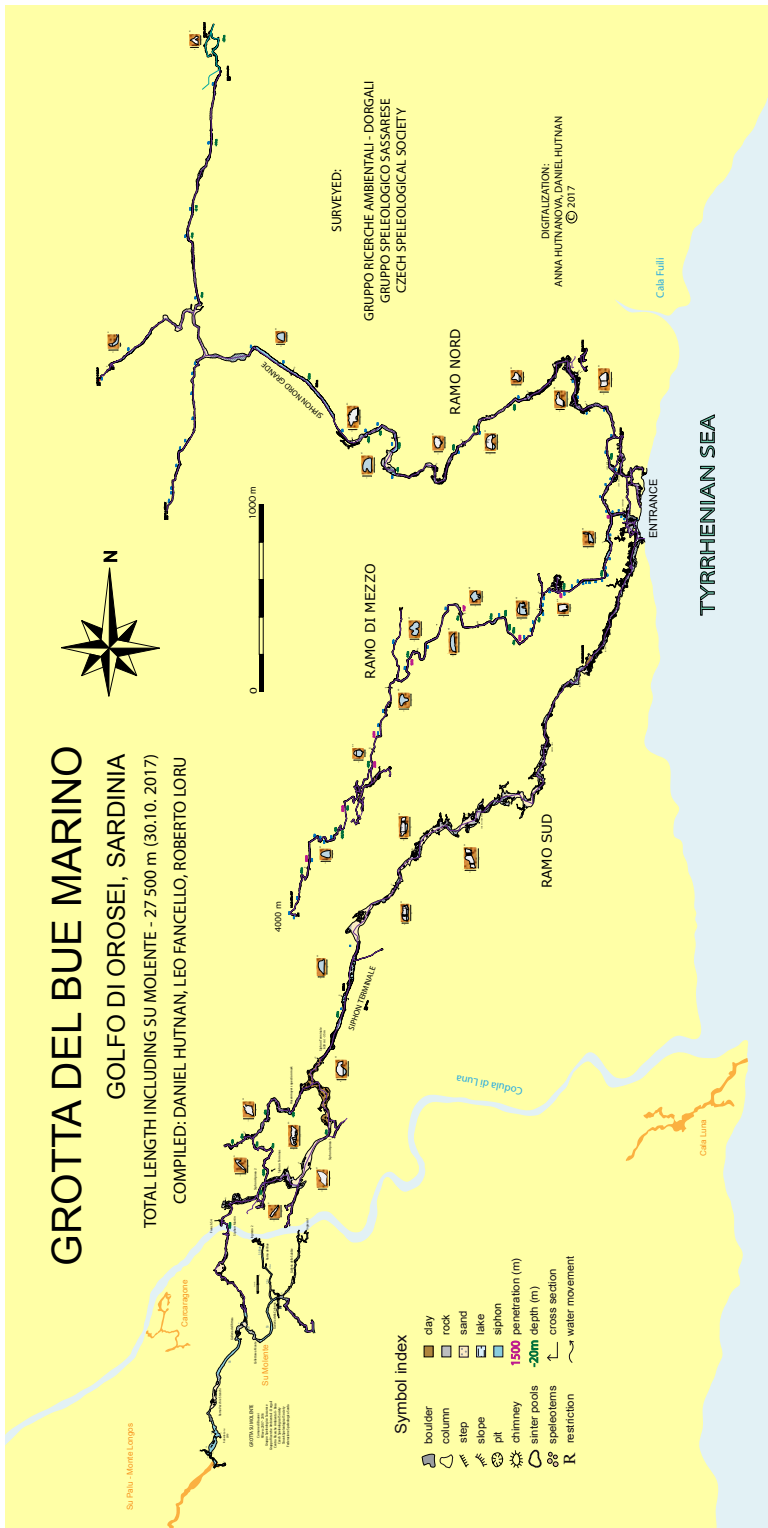 GROTTA DEL BUE MARINO
GOLFO DI OROSEI, SARDINIA
TOTAL LENGTH INCLUDING SU MOLENTE - 27 500 m (30.10. 2017)
COMPILED: DANIEL HUTNAN, LEO FANCELLO, ROBERTO LORU
N
0
1000 m
SURVEYED:
GRUPPO RICERCHE AMBIENTALI - DORGALI
GRUPPO SPELEOLOGICO SASSARESE
CZECH SPELEOLOGICAL SOCIETY
DIGITALIZATION:
ANNA HUTNANOVA, DANIEL HUTNAN
© 2017
SIPHON NORD GRANDE
RAMO NORD
RAMO DI MEZZO
4000 m
RAMO SUD
SIPHON TERMINALE
ENTRANCE
TYRRHENIAN SEA
Cala Fuili
Codula di Luna
Cala Luna
Carcaragone
Su Molente
Su Palu - Monte Longos
GROTTA SU MOLENTE
Symbol index
boulder
column
step
slope
pit
chimney
sinter pools
speleotems
R restriction
clay
rock
sand
lake
siphon
1500 penetration (m)
-20m depth (m)
cross section
water movement